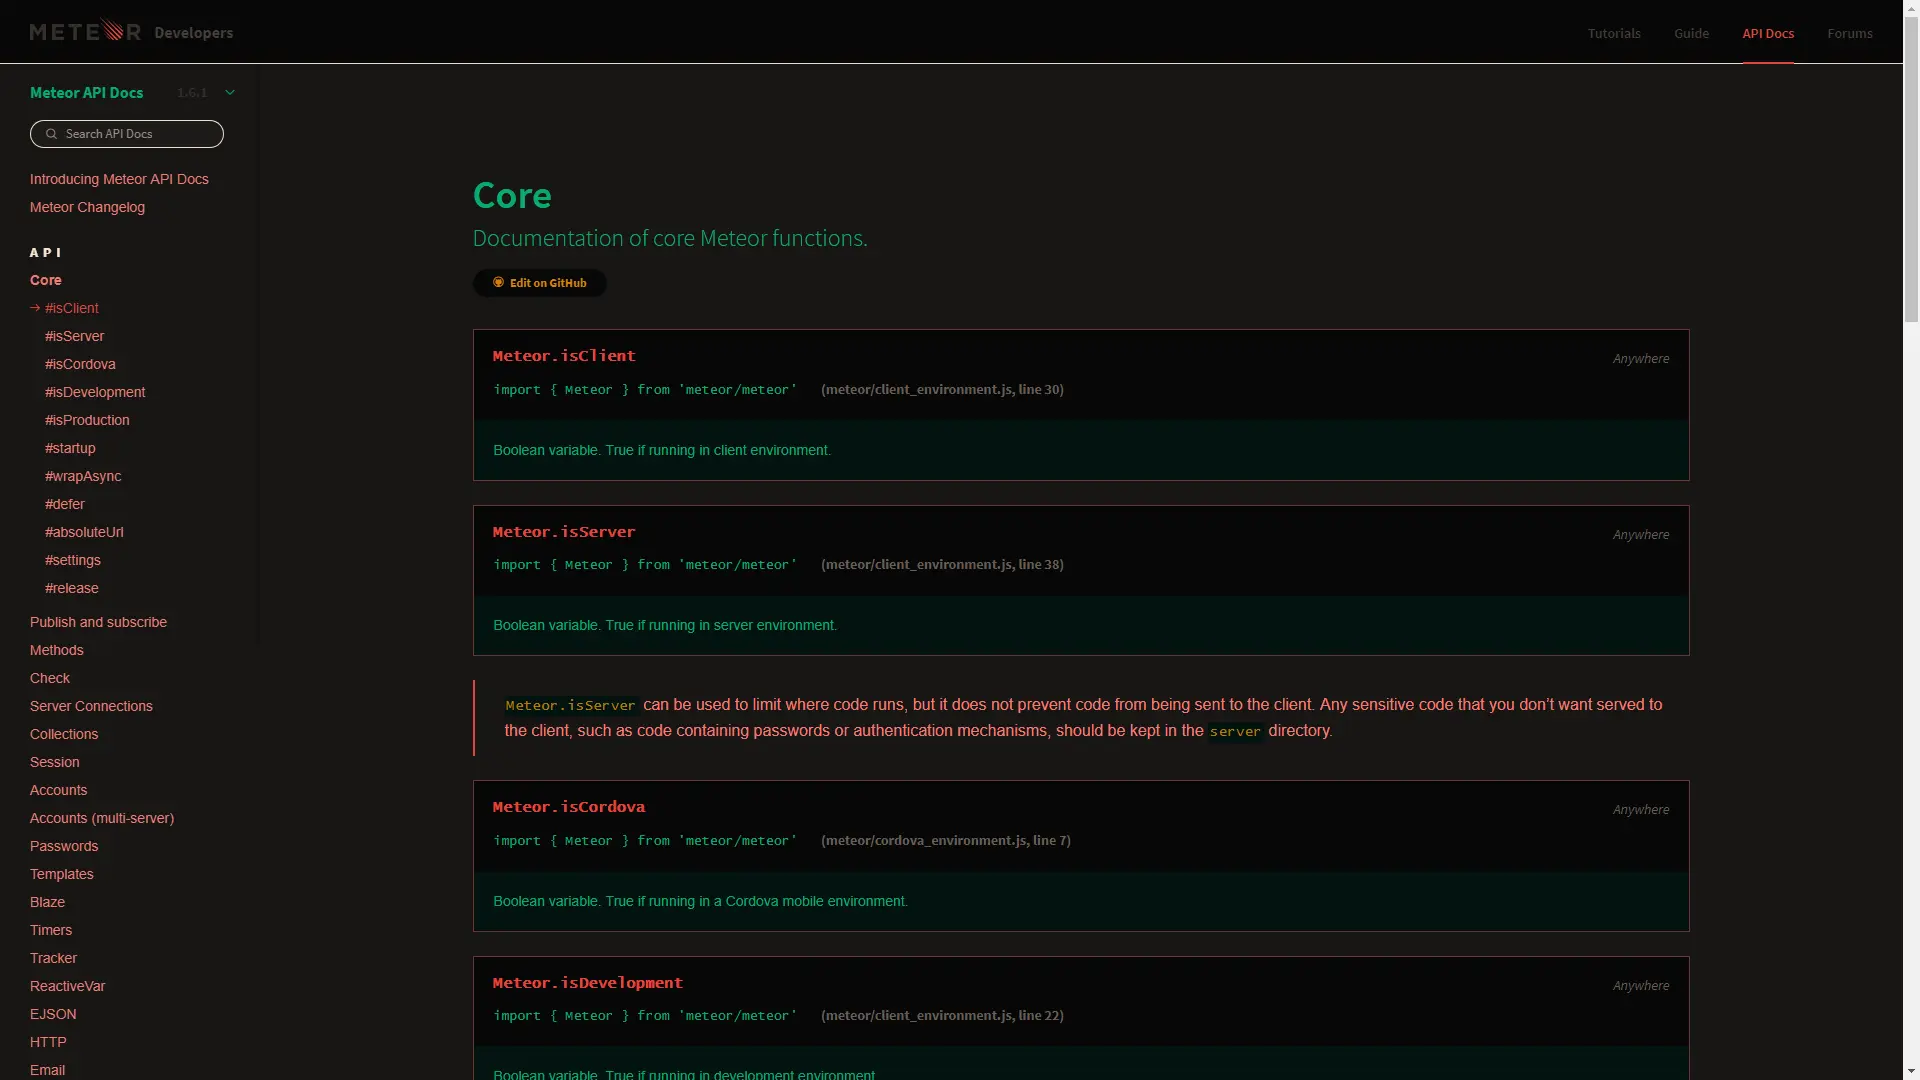 METEOR Developers
Tutorials
Guide
API Docs
Forums
Meteor API Docs
1.6.1
Search API Docs
Introducing Meteor API Docs
Meteor Changelog
API
Core
→ #isClient
#isServer
#isCordova
#isDevelopment
#isProduction
#startup
#wrapAsync
#defer
#absoluteUrl
#settings
#release
Publish and subscribe
Methods
Check
Server Connections
Collections
Session
Accounts
Accounts (multi-server)
Passwords
Templates
Blaze
Timers
Tracker
ReactiveVar
EJSON
HTTP
Email
Core
Documentation of core Meteor functions.
Edit on GitHub
Meteor.isClient
Anywhere
import { Meteor } from 'meteor/meteor' (meteor/client_environment.js, line 30)
Boolean variable. True if running in client environment.
Meteor.isServer
Anywhere
import { Meteor } from 'meteor/meteor' (meteor/client_environment.js, line 38)
Boolean variable. True if running in server environment.
Meteor.isServer can be used to limit where code runs, but it does not prevent code from being sent to the client. Any sensitive code that you don’t want served to
the client, such as code containing passwords or authentication mechanisms, should be kept in the server directory.
Meteor.isCordova
Anywhere
import { Meteor } from 'meteor/meteor' (meteor/cordova_environment.js, line 7)
Boolean variable. True if running in a Cordova mobile environment.
Meteor.isDevelopment
Anywhere
import { Meteor } from 'meteor/meteor' (meteor/client_environment.js, line 22)
Boolean variable. True if running in development environment.